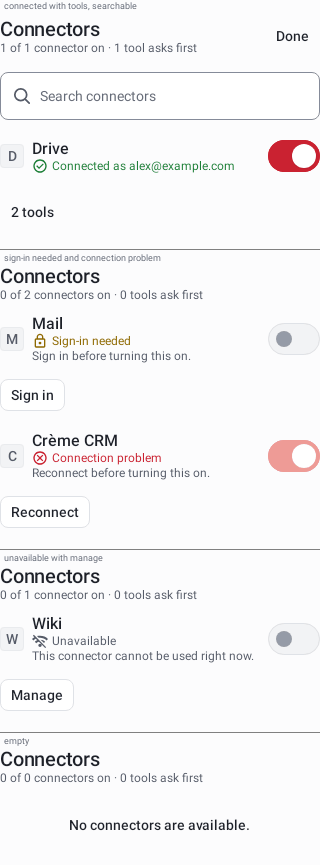 connected with tools, searchable
Connectors
1 of 1 connector on · 1 tool asks first
Done
Search connectors
D
Drive
Connected as alex@example.com
2 tools
sign-in needed and connection problem
Connectors
0 of 2 connectors on · 0 tools ask first
M
Mail
Sign-in needed
Sign in before turning this on.
Sign in
C
Crème CRM
Connection problem
Reconnect before turning this on.
Reconnect
unavailable with manage
Connectors
0 of 1 connector on · 0 tools ask first
W
Wiki
Unavailable
This connector cannot be used right now.
Manage
empty
Connectors
0 of 0 connectors on · 0 tools ask first
No connectors are available.